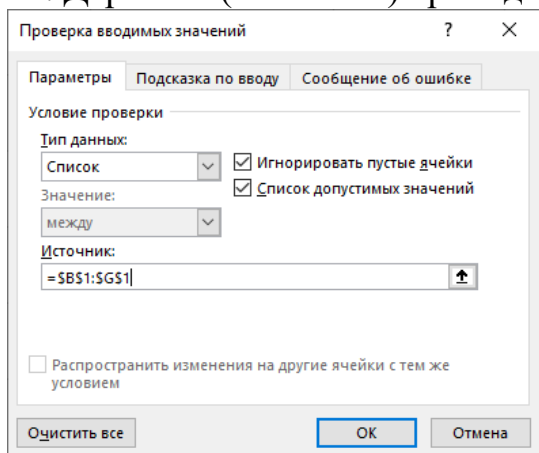 Проверка вводимых значений ? ×
Параметры Подсказка по вводу Сообщение об ошибке
Условие проверки
Тип данных:
Список
Игнорировать пустые ячейки
Значение:
Список допустимых значений
между
Источник:
=$B$1:$G$1
Распространить изменения на другие ячейки с тем же
условием
Очистить все ОК Отмена